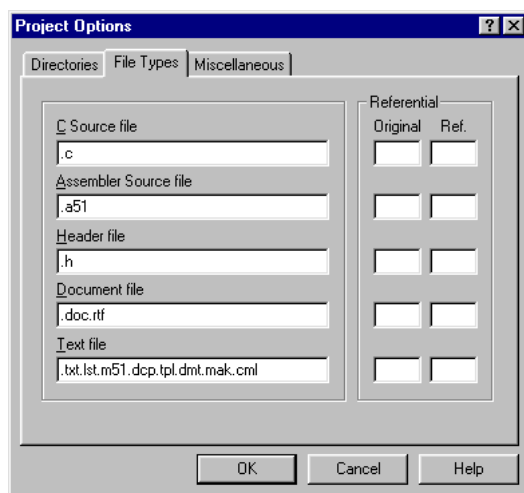 Project Options
Directories File Types Miscellaneous
Referential
C Source file Original Ref.
.c
Assembler Source file
.a51
Header file
.h
Document file
.doc.rtf
Text file
.txt.lst.m51.dcp.tpl.dmt.mak.cml
OK Cancel Help